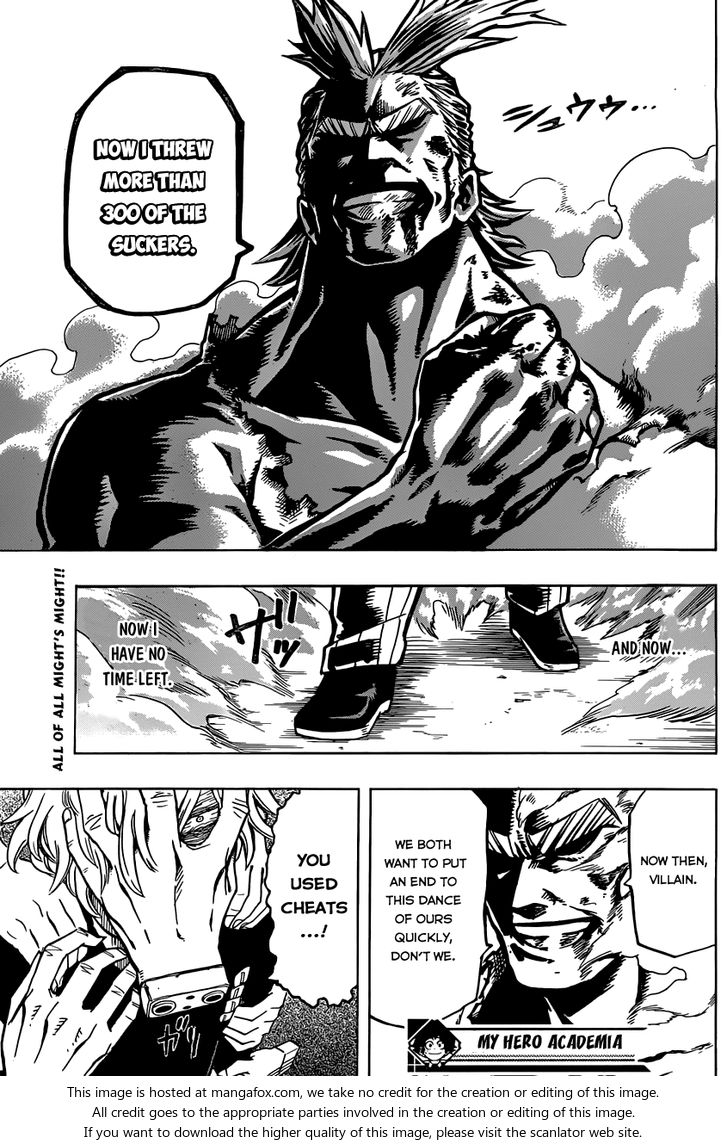 NOW I THREW
MORE THAN
300 OF THE
SUCKERS.
シュウゥ...
ALL OF ALL MIGHT'S MIGHT!!
AND NOW...
ザッ
NOW I
HAVE NO
TIME LEFT.
NOW THEN,
VILLAIN.
WE BOTH
WANT TO PUT
AN END TO
THIS DANCE
OF OURS
QUICKLY,
DON'T WE.
YOU
USED
CHEATS
...!
ガリ
MY HERO ACADEMIA
This image is hosted at mangafox.com, we take no credit for the creation or editing of this image.
All credit goes to the appropriate parties involved in the creation or editing of this image.
If you want to download the higher quality of this image, please visit the scanlator web site.